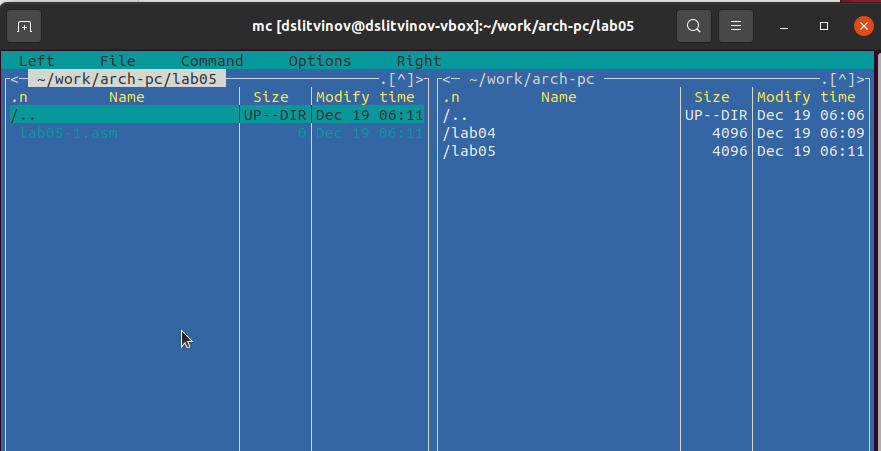 mc [dslitvinov@dslitvinov-vbox]:~/work/arch-pc/lab05
Left File Command Options Right
<─ ~/work/arch-pc/lab05 ─.[^]>
.n Name Size Modify time
/.. UP--DIR Dec 19 06:11
lab05-1.asm 0 Dec 19 06:11
<─ ~/work/arch-pc ─.[^]>
.n Name Size Modify time
/.. UP--DIR Dec 19 06:06
/lab04 4096 Dec 19 06:09
/lab05 4096 Dec 19 06:11